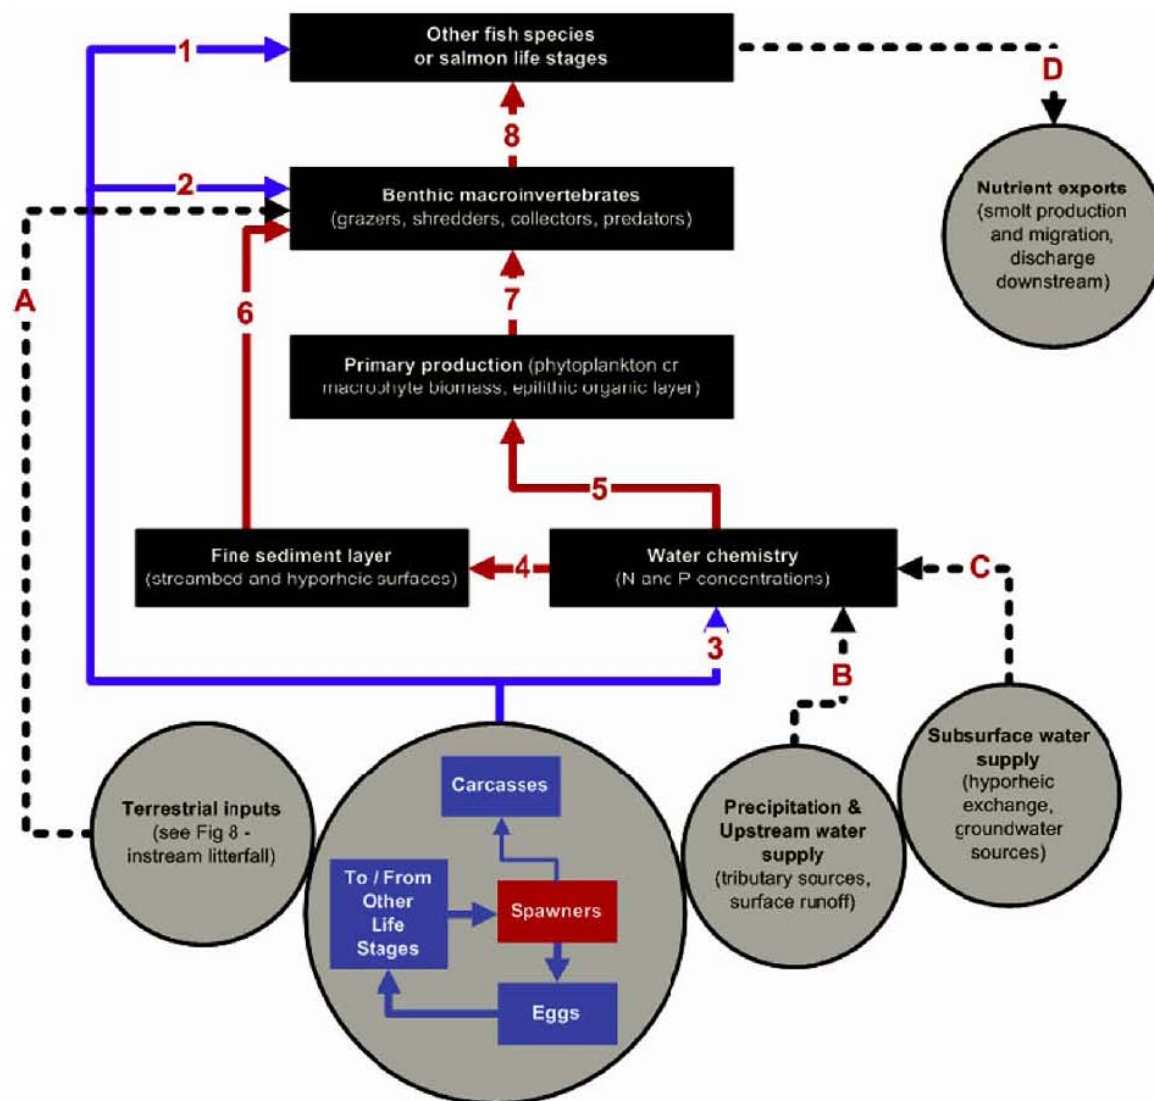 Other fish species
or salmon life stages
1
D
8
Nutrient exports
(smolt production
and migration,
discharge
downstream)
2
Benthic macroinvertebrates
(grazers, shredders, collectors, predators)
A
6
7
Primary production (phytoplankton or
macrophyte biomass, epilithic organic layer)
5
Fine sediment layer
(streambed and hyporheic surfaces)
4
Water chemistry
(N and P concentrations)
C
3
B
Terrestrial inputs
(see Fig 8 -
instream litterfall)
Carcasses
To / From
Other
Life
Stages
Spawners
Eggs
Precipitation &
Upstream water
supply
(tributary sources,
surface runoff)
Subsurface water
supply
(hyporheic
exchange,
groundwater
sources)